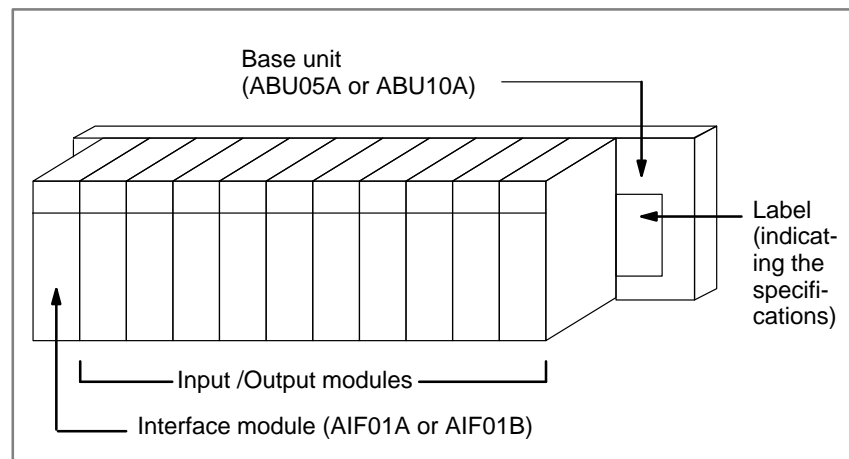 Base unit
(ABU05A or ABU10A)
Label
(indicat-
ing the
specifi-
cations)
Input /Output modules
Interface module (AIF01A or AIF01B)